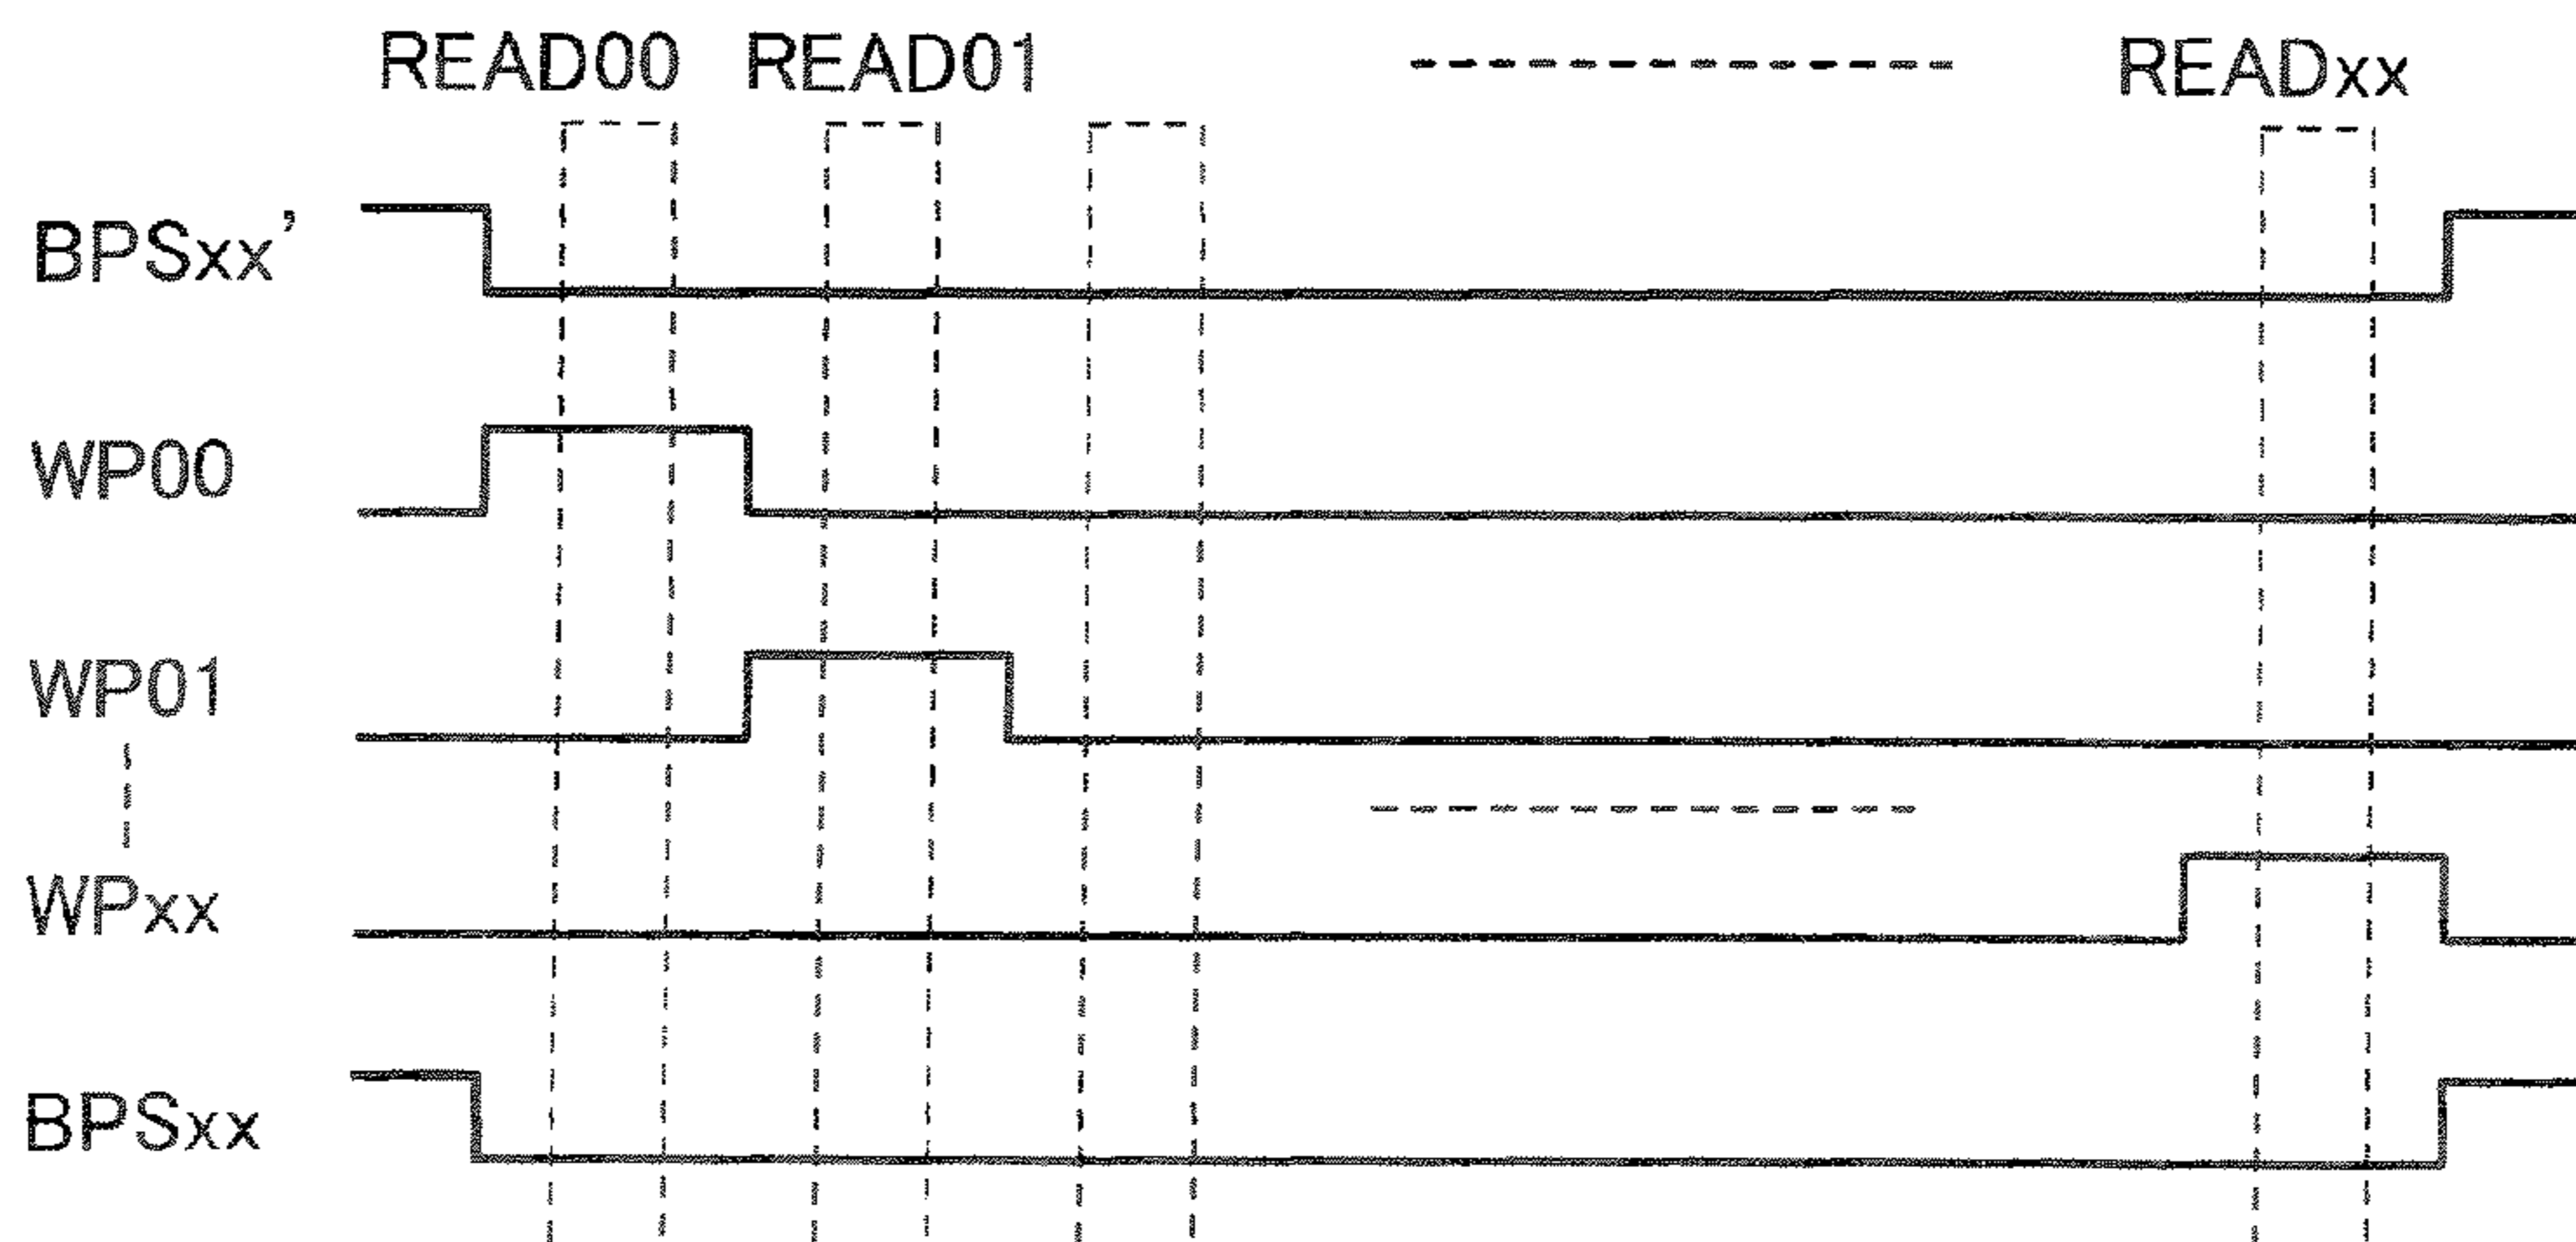 READ00 READ01 READxx
BPSxx’
WP00
WP01
WPxx
BPSxx